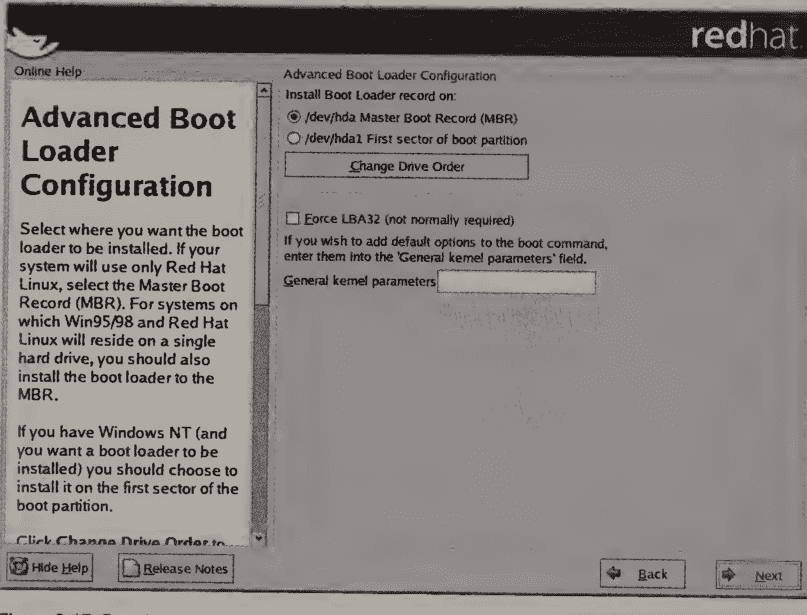 redhat
Online Help
Advanced Boot
Loader
Configuration
Select where you want the boot
loader to be installed. If your
system will use only Red Hat
Linux, select the Master Boot
Record (MBR). For systems on
which Win95/98 and Red Hat
Linux will reside on a single
hard drive, you should also
install the boot loader to the
MBR.
If you have Windows NT (and
you want a boot loader to be
installed) you should choose to
install it on the first sector of the
boot partition.
Click Change Drive Order to
Advanced Boot Loader Configuration
Install Boot Loader record on:
/dev/hda Master Boot Record (MBR)
/dev/hda1 First sector of boot partition
Change Drive Order
Force LBA32 (not normally required)
If you wish to add default options to the boot command,
enter them into the 'General kernel parameters' field.
General kernel parameters
Hide Help
Release Notes
Back
Next